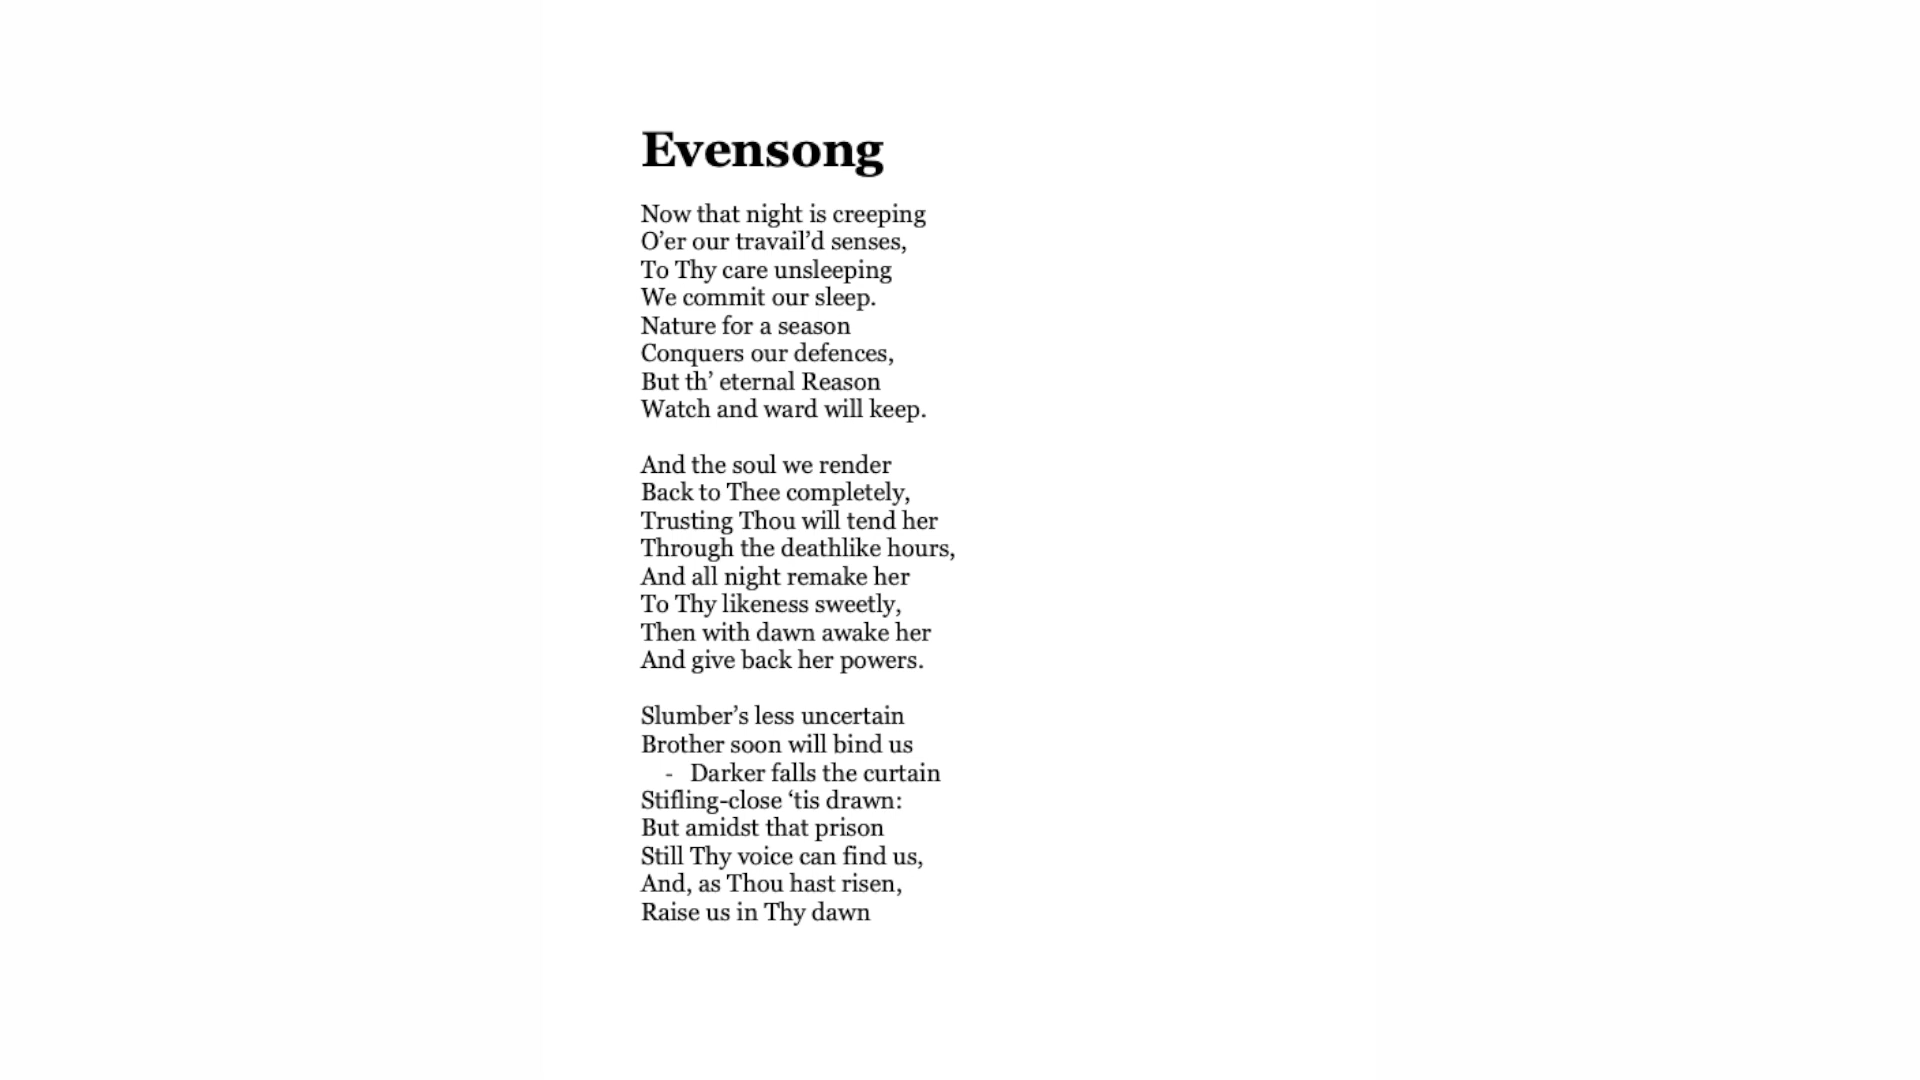 Evensong
Now that night is creeping
O’er our travail’d senses,
To Thy care unsleeping
We commit our sleep.
Nature for a season
Conquers our defences,
But th’ eternal Reason
Watch and ward will keep.
And the soul we render
Back to Thee completely,
Trusting Thou will tend her
Through the deathlike hours,
And all night remake her
To Thy likeness sweetly,
Then with dawn awake her
And give back her powers.
Slumber’s less uncertain
Brother soon will bind us
- Darker falls the curtain
Stifling-close ‘tis drawn:
But amidst that prison
Still Thy voice can find us,
And, as Thou hast risen,
Raise us in Thy dawn